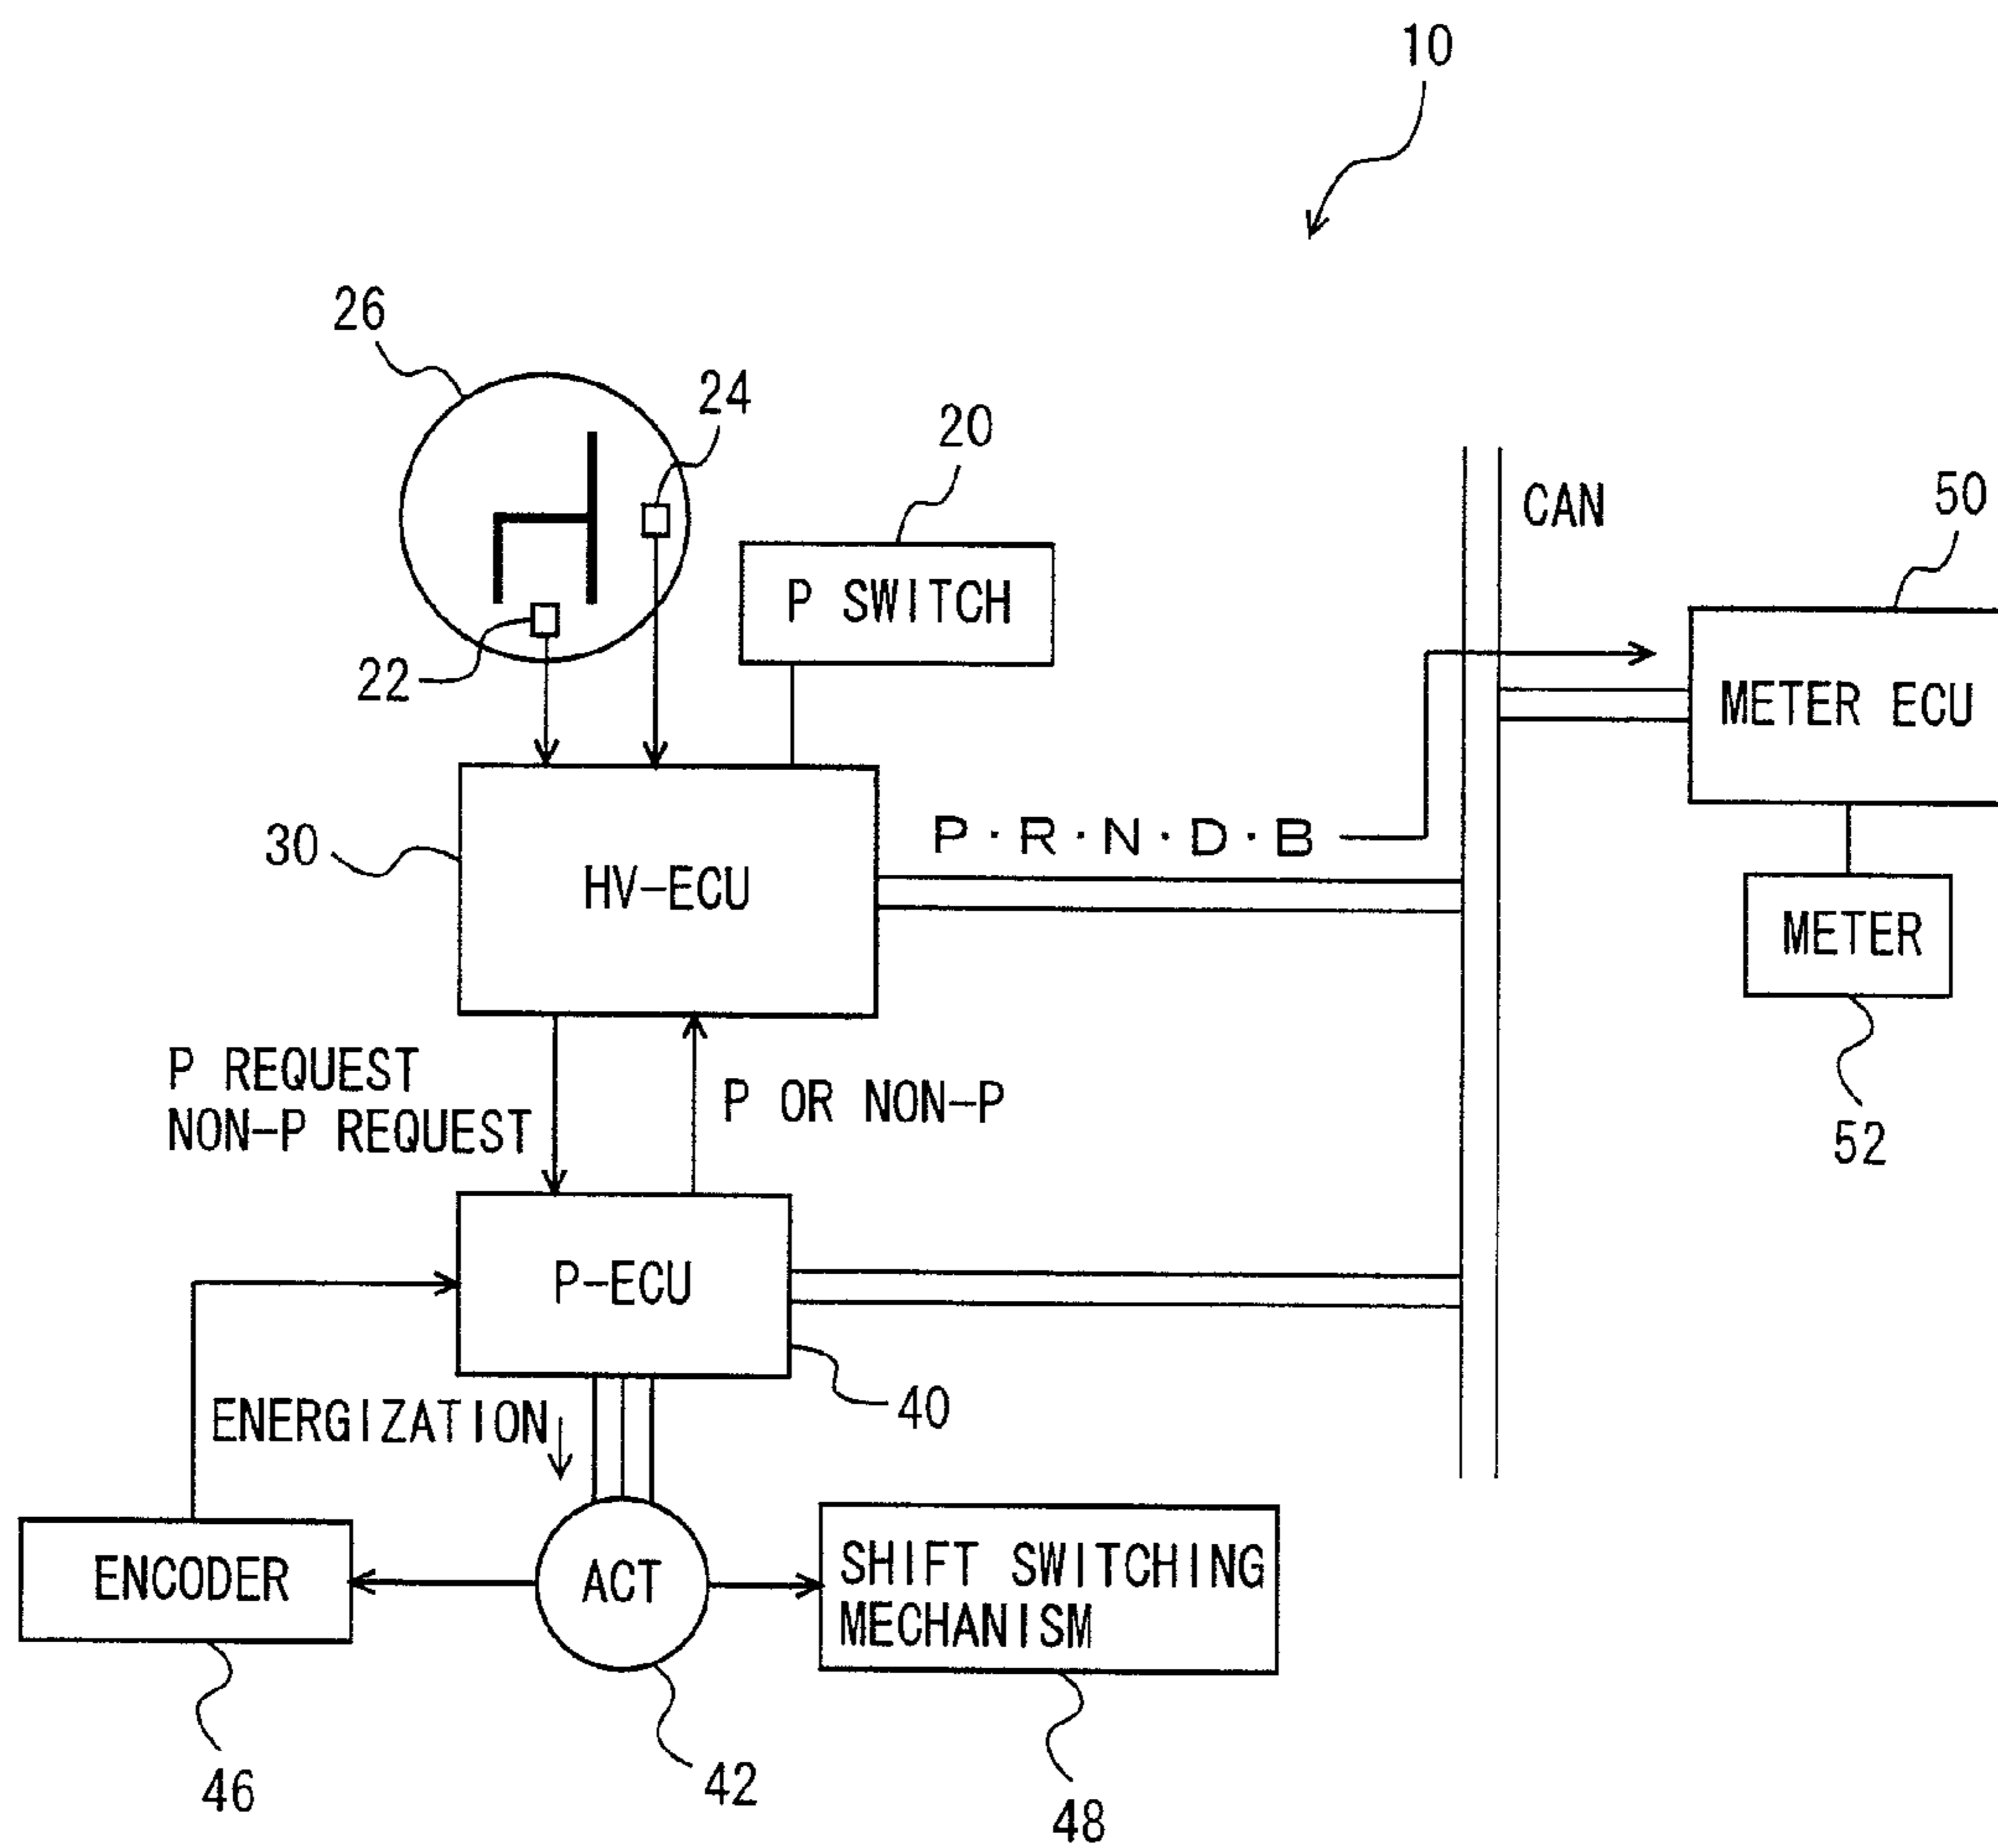 10
26
24
20
CAN
50
P SWITCH
22
METER ECU
30
P·R·N·D·B
HV-ECU
METER
52
P REQUEST
NON-P REQUEST
P OR NON-P
P-ECU
40
ENERGIZATION
ENCODER
ACT
SHIFT SWITCHING
MECHANISM
46
42
48